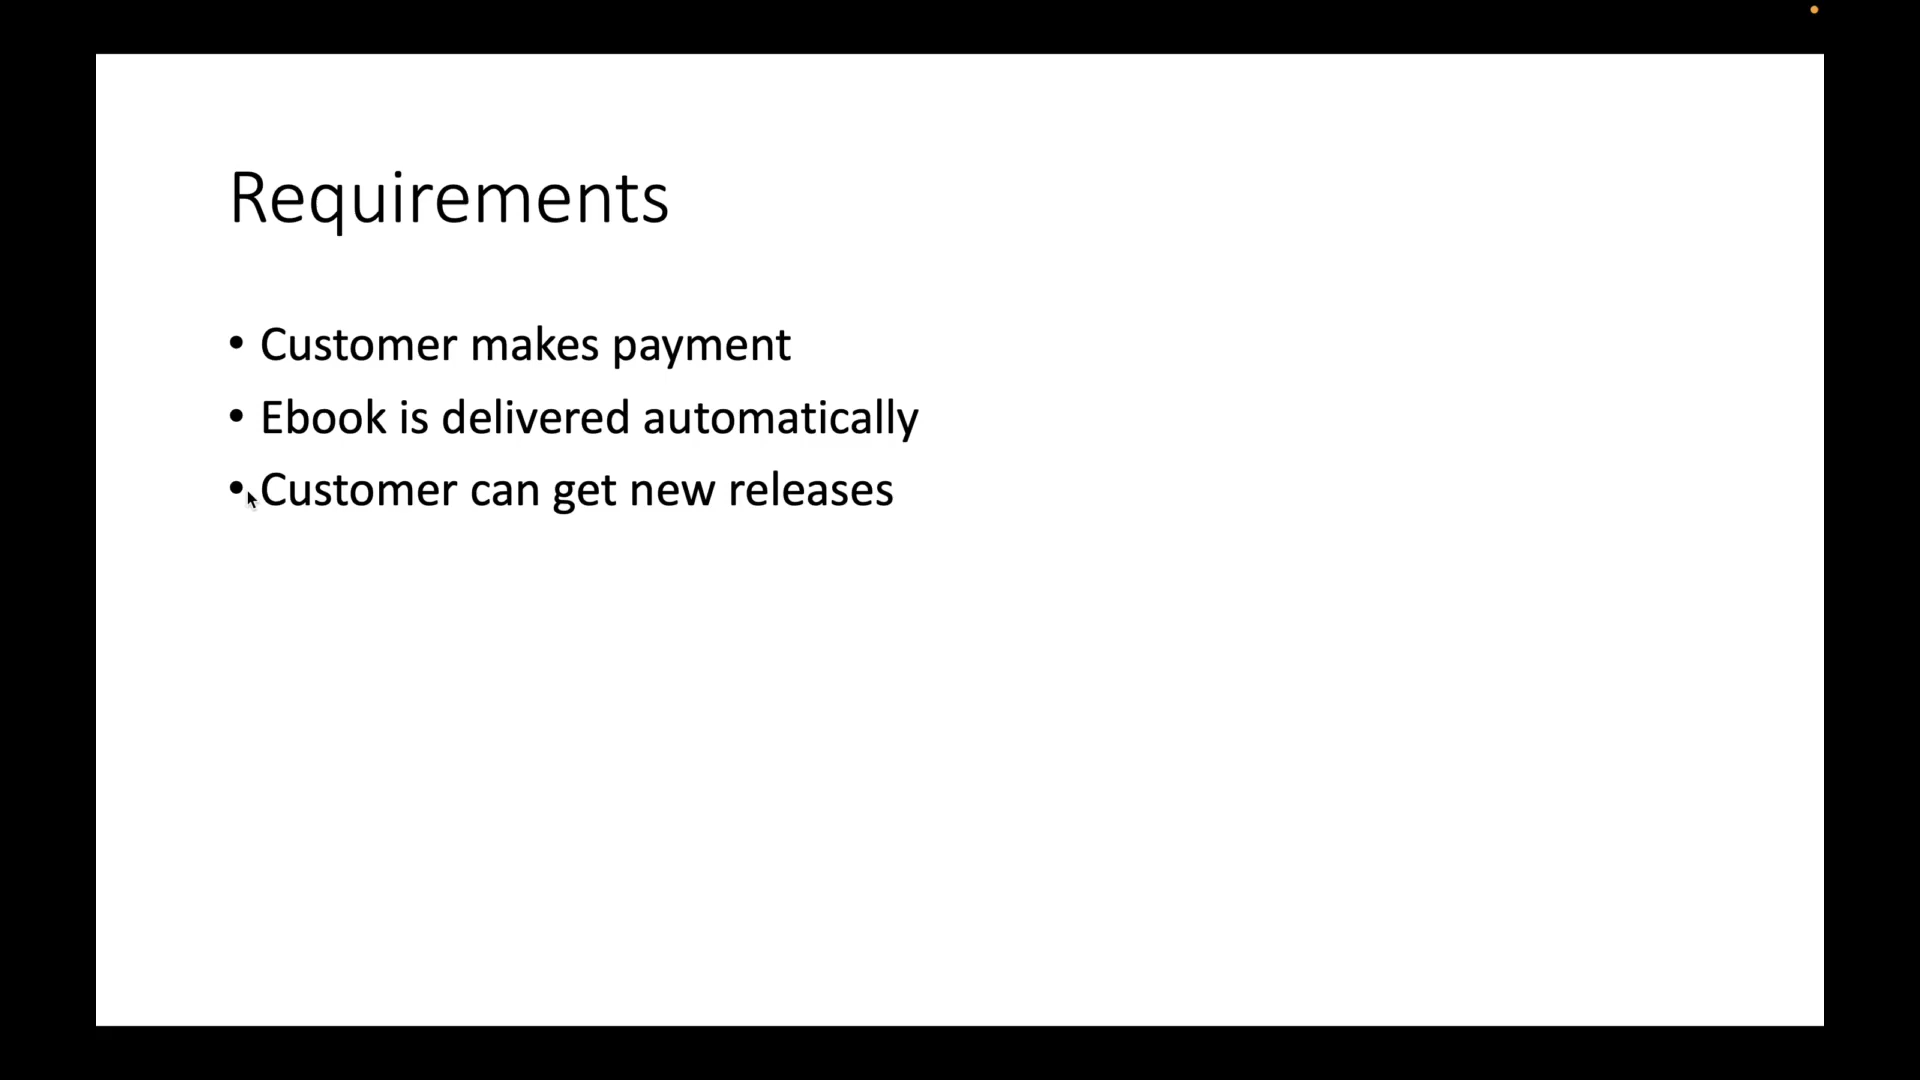 Requirements
• Customer makes payment
• Ebook is delivered automatically
• Customer can get new releases